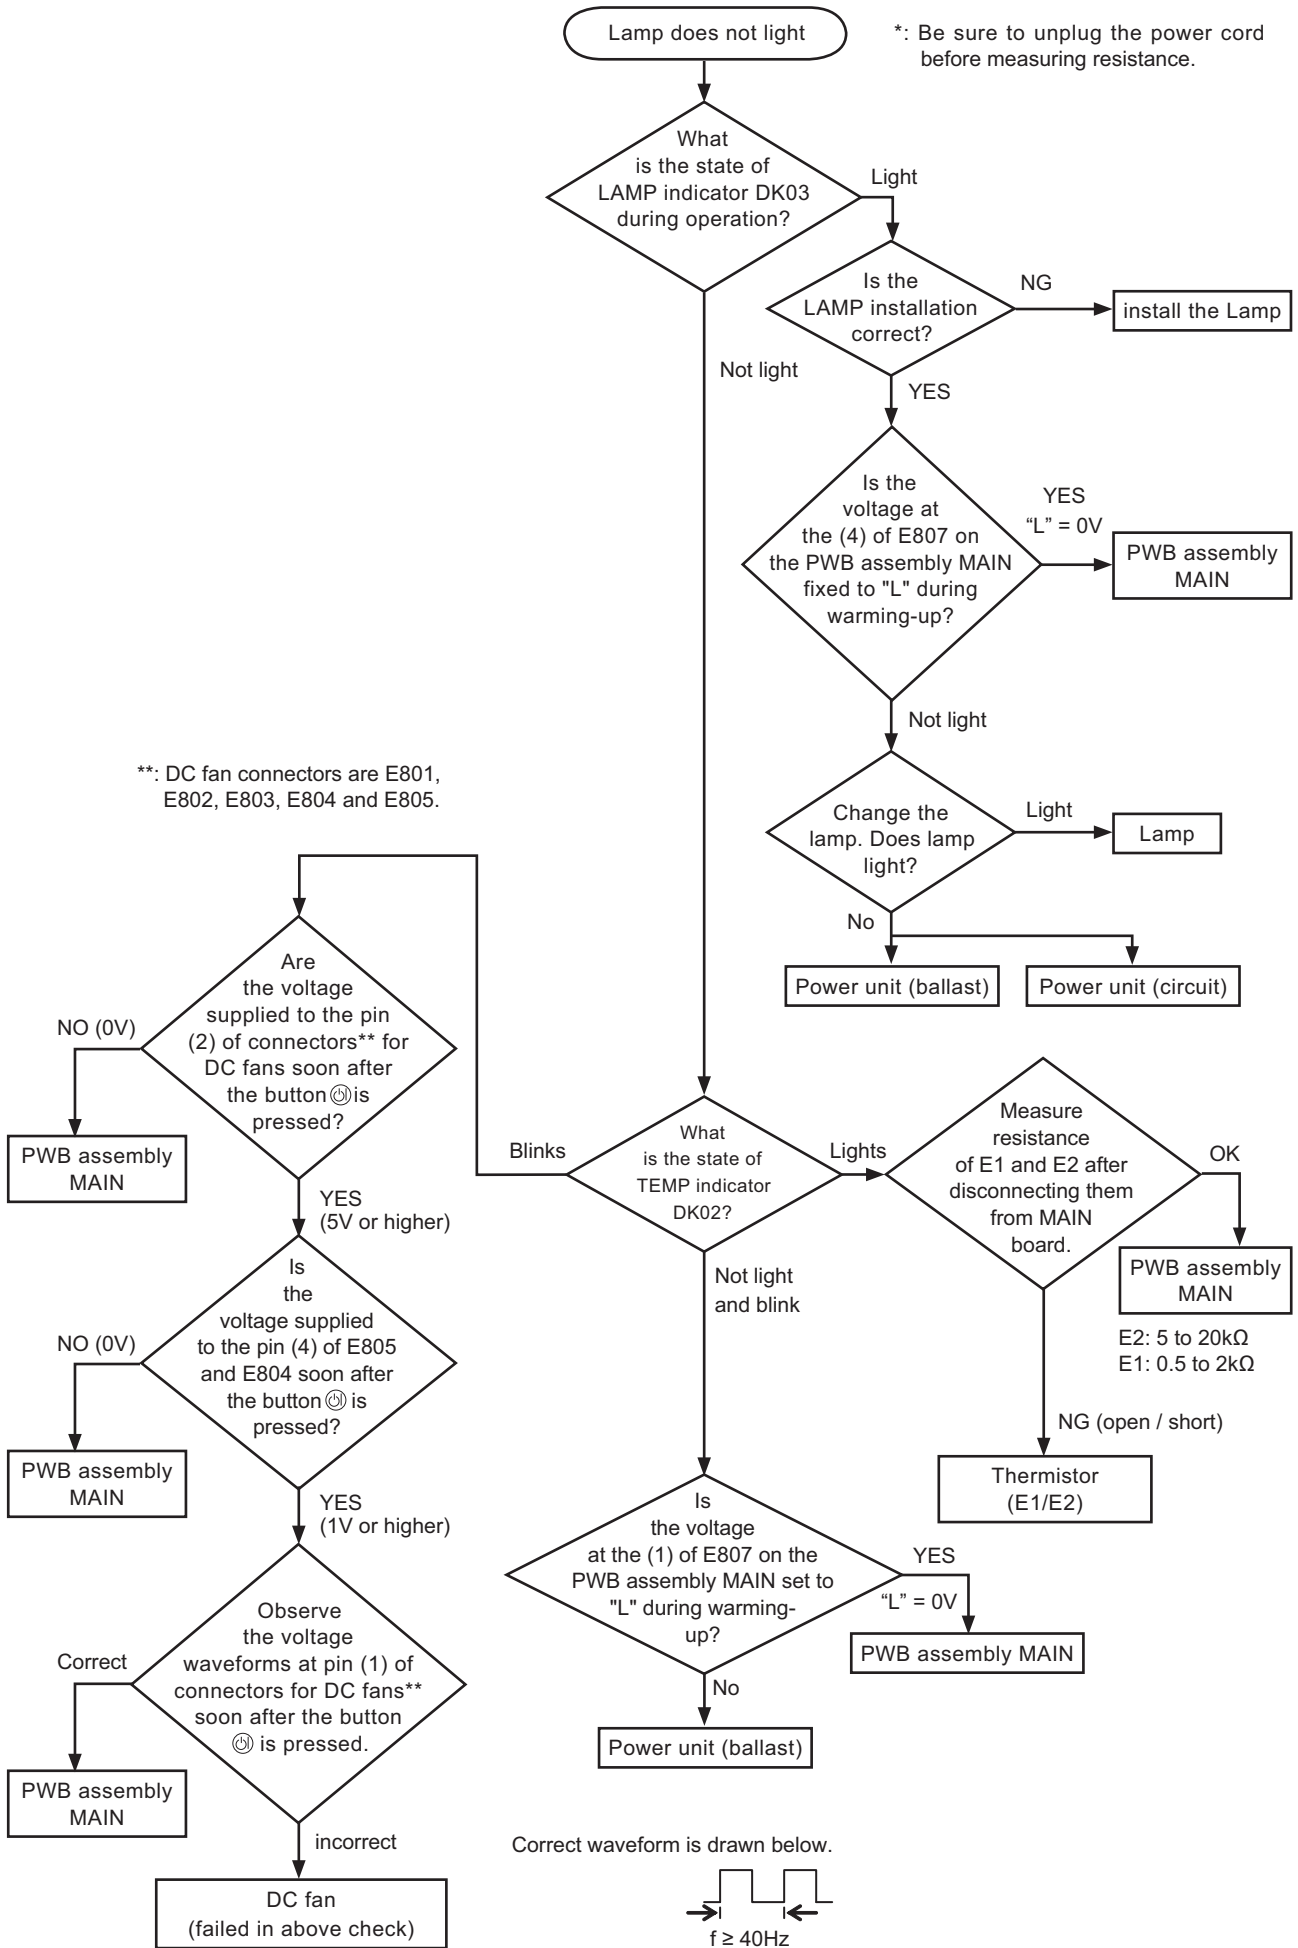 Lamp does not light
*: Be sure to unplug the power cord
before measuring resistance.
What
is the state of
LAMP indicator DK03
during operation?
Light
Is the
LAMP installation
correct?
NG
install the Lamp
Not light
YES
Is the
voltage at
the (4) of E807 on
the PWB assembly MAIN
fixed to "L" during
warming-up?
YES
“L” = 0V
PWB assembly
MAIN
Not light
Change the
lamp. Does lamp
light?
Light
Lamp
No
Power unit (ballast)
Power unit (circuit)
**: DC fan connectors are E801,
E802, E803, E804 and E805.
Are
the voltage
supplied to the pin
(2) of connectors** for
DC fans soon after
the button is
pressed?
NO (0V)
PWB assembly
MAIN
YES
(5V or higher)
Is
the
voltage supplied
to the pin (4) of E805
and E804 soon after
the button is
pressed?
NO (0V)
PWB assembly
MAIN
YES
(1V or higher)
Observe
the voltage
waveforms at pin (1) of
connectors for DC fans**
soon after the button
is pressed.
Correct
PWB assembly
MAIN
incorrect
DC fan
(failed in above check)
Blinks
What
is the state of
TEMP indicator
DK02?
Lights
Measure
resistance
of E1 and E2 after
disconnecting them
from MAIN
board.
OK
PWB assembly
MAIN
E2: 5 to 20kΩ
E1: 0.5 to 2kΩ
NG (open / short)
Thermistor
(E1/E2)
Not light
and blink
Is
the voltage
at the (1) of E807 on the
PWB assembly MAIN set to
"L" during warming-
up?
YES
“L” = 0V
PWB assembly MAIN
No
Power unit (ballast)
Correct waveform is drawn below.
f ≥ 40Hz